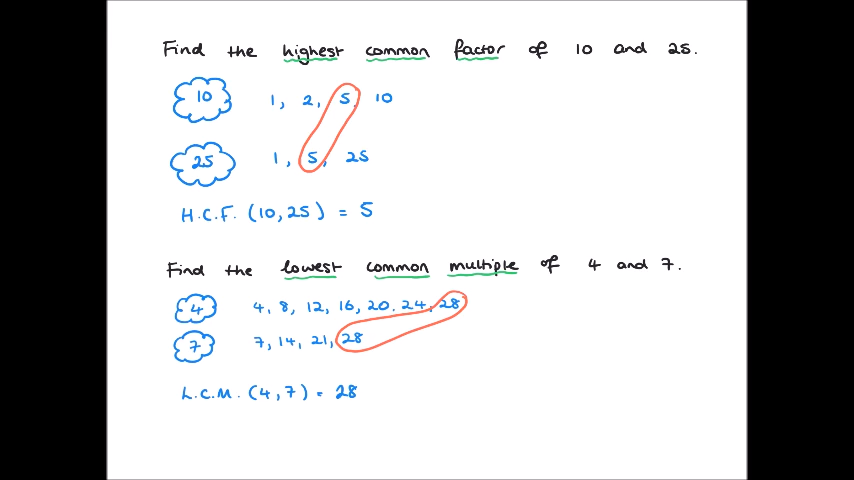 Find the highest common factor of 10 and 25.
10 1, 2, 5, 10
25 1, 5, 25
H.C.F. (10,25) = 5
Find the lowest common multiple of 4 and 7.
4 4, 8, 12, 16, 20. 24, 28
7 7, 14, 21, 28
L.C.M. (4,7) = 28